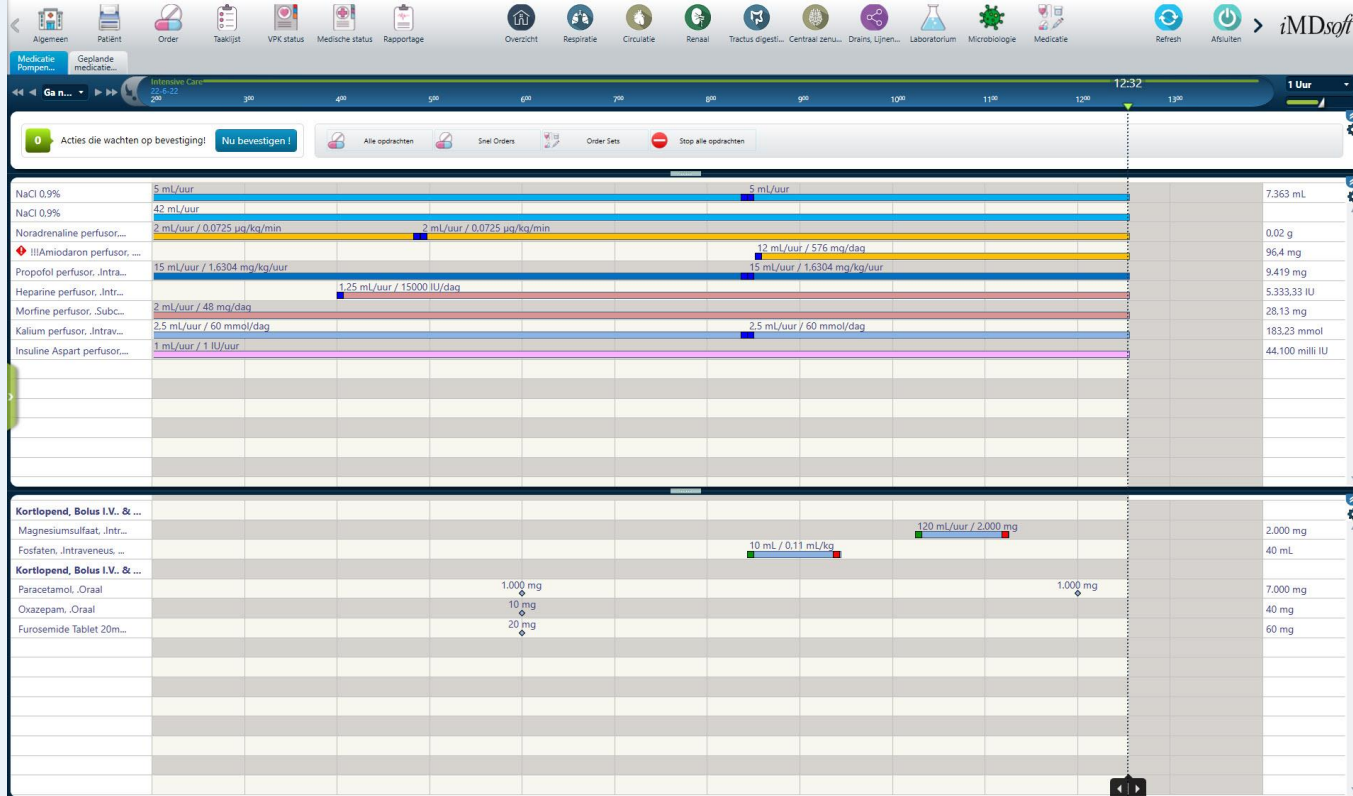 Algemeen Patiënt Order Taaklijst VPK status Medische status Rapportage Overzicht Respiratie Circulatie Renaal Tractus digesti... Centraal zenu... Drains, Lijnen... Laboratorium Microbiologie Medicatie Refresh Afsluiten iMDsoft
Medicatie Pompen... Geplande medicatie...
Intensive Care
22-6-22
Ga n... 2⁰⁰ 3⁰⁰ 4⁰⁰ 5⁰⁰ 6⁰⁰ 7⁰⁰ 8⁰⁰ 9⁰⁰ 10⁰⁰ 11⁰⁰ 12⁰⁰ 12:32 13⁰⁰ 1 Uur
0 Acties die wachten op bevestiging! Nu bevestigen ! Alle opdrachten Snel Orders Order Sets Stop alle opdrachten
NaCl 0,9% 5 mL/uur 5 mL/uur 7.363 mL
NaCl 0,9% 42 mL/uur
Noradrenaline perfusor,... 2 mL/uur / 0,0725 µg/kg/min 2 mL/uur / 0,0725 µg/kg/min 0,02 g
!!!Amiodaron perfusor, .... 12 mL/uur / 576 mg/dag 96,4 mg
Propofol perfusor, .Intra... 15 mL/uur / 1,6304 mg/kg/uur 15 mL/uur / 1,6304 mg/kg/uur 9.419 mg
Heparine perfusor, .Intr... 1,25 mL/uur / 15000 IU/dag 5.333,33 IU
Morfine perfusor, .Subc... 2 mL/uur / 48 mg/dag 28,13 mg
Kalium perfusor, .Intrav... 2,5 mL/uur / 60 mmol/dag 2,5 mL/uur / 60 mmol/dag 183,23 mmol
Insuline Aspart perfusor,... 1 mL/uur / 1 IU/uur 44.100 milli IU
Kortlopend, Bolus I.V.. & ...
Magnesiumsulfaat, .Intr... 120 mL/uur / 2.000 mg 2.000 mg
Fosfaten, .Intraveneus, ... 10 mL / 0,11 mL/kg 40 mL
Kortlopend, Bolus I.V.. & ...
Paracetamol, .Oraal 1.000 mg 1.000 mg 7.000 mg
Oxazepam, .Oraal 10 mg 40 mg
Furosemide Tablet 20m... 20 mg 60 mg